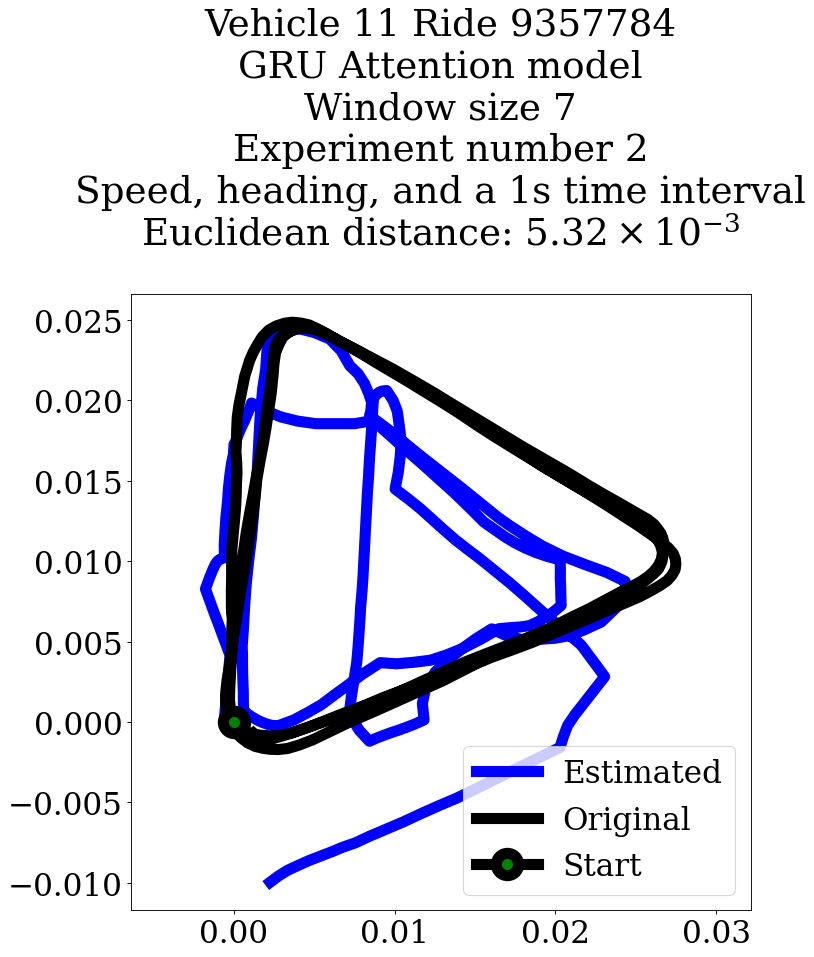 Vehicle 11 Ride 9357784
GRU Attention model
Window size 7
Experiment number 2
Speed, heading, and a 1s time interval
Euclidean distance: 5.32 × 10⁻³
0.025
0.020
0.015
0.010
0.005
0.000
−0.005
−0.010
Estimated
Original
Start
0.00 0.01 0.02 0.03